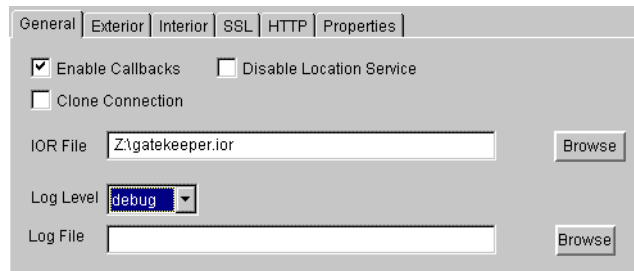 General Exterior Interior SSL HTTP Properties
Enable Callbacks Disable Location Service
Clone Connection
IOR File Z:\gatekeeper.ior Browse
Log Level debug
Log File Browse